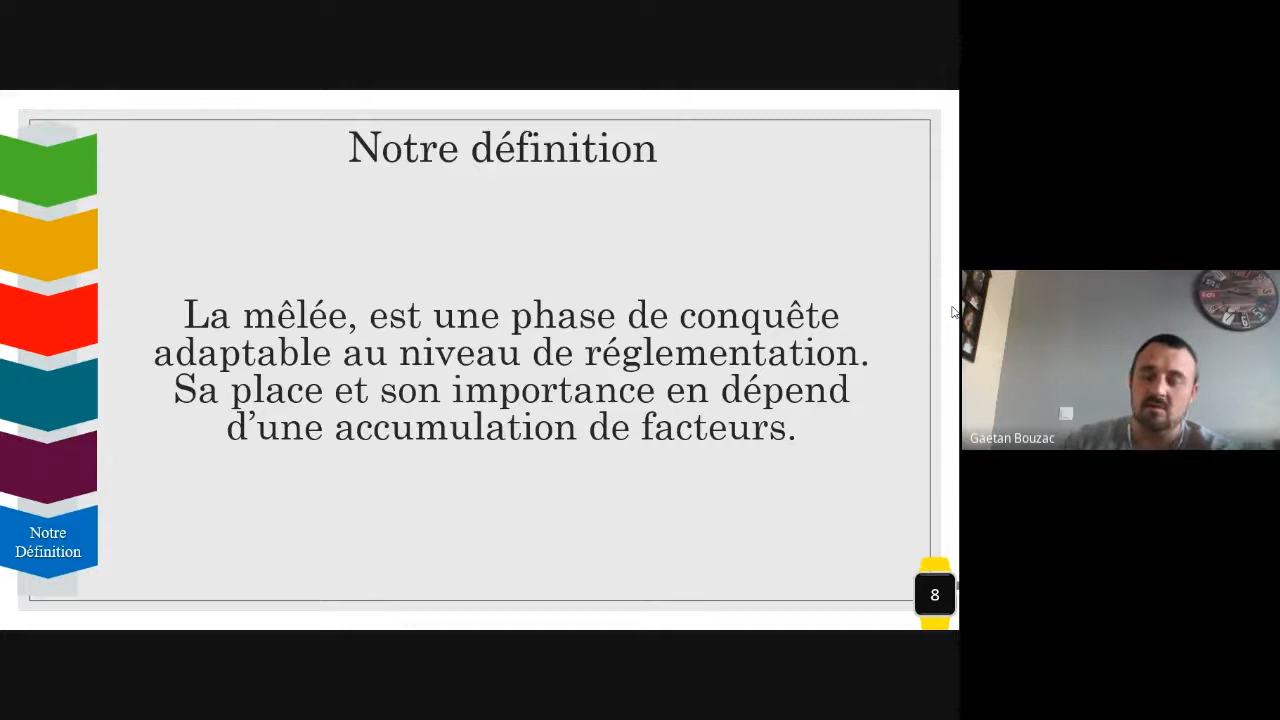 Notre définition
La mêlée, est une phase de conquête
adaptable au niveau de réglementation.
Sa place et son importance en dépend
d’une accumulation de facteurs.
Notre
Définition
8
Gaetan Bouzac